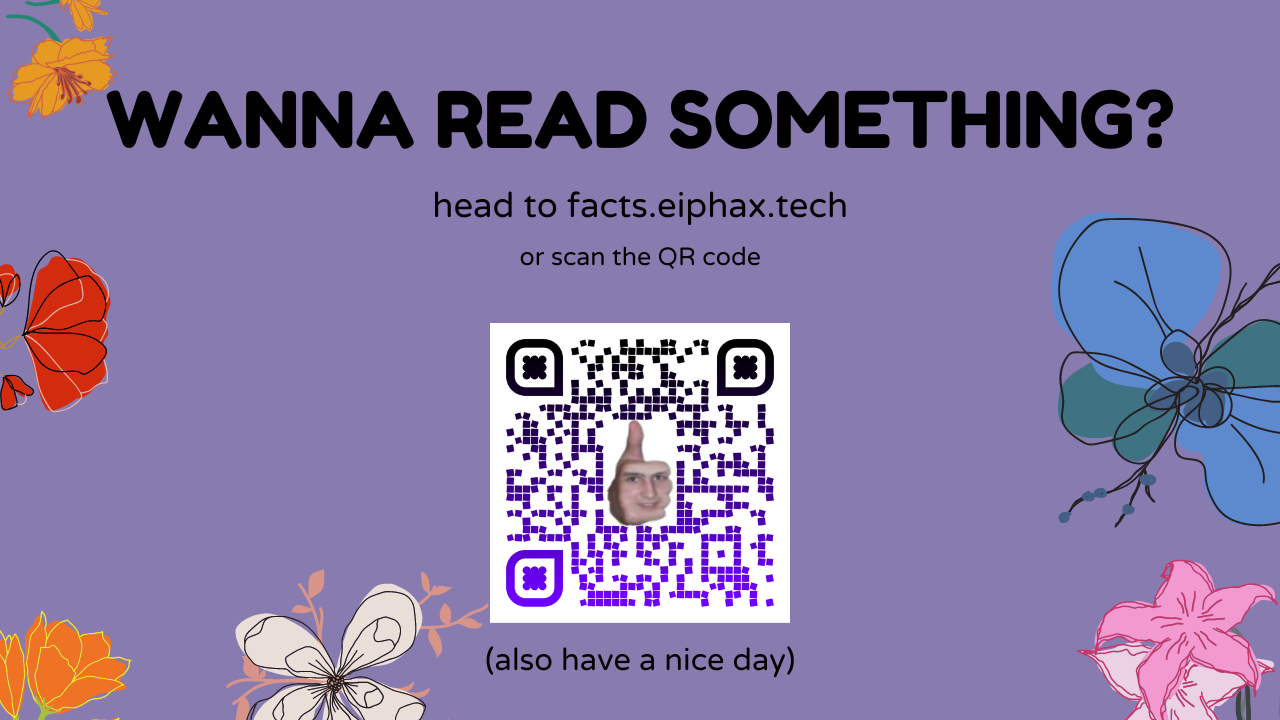 WANNA READ SOMETHING?
head to facts.eiphax.tech
or scan the QR code
(also have a nice day)